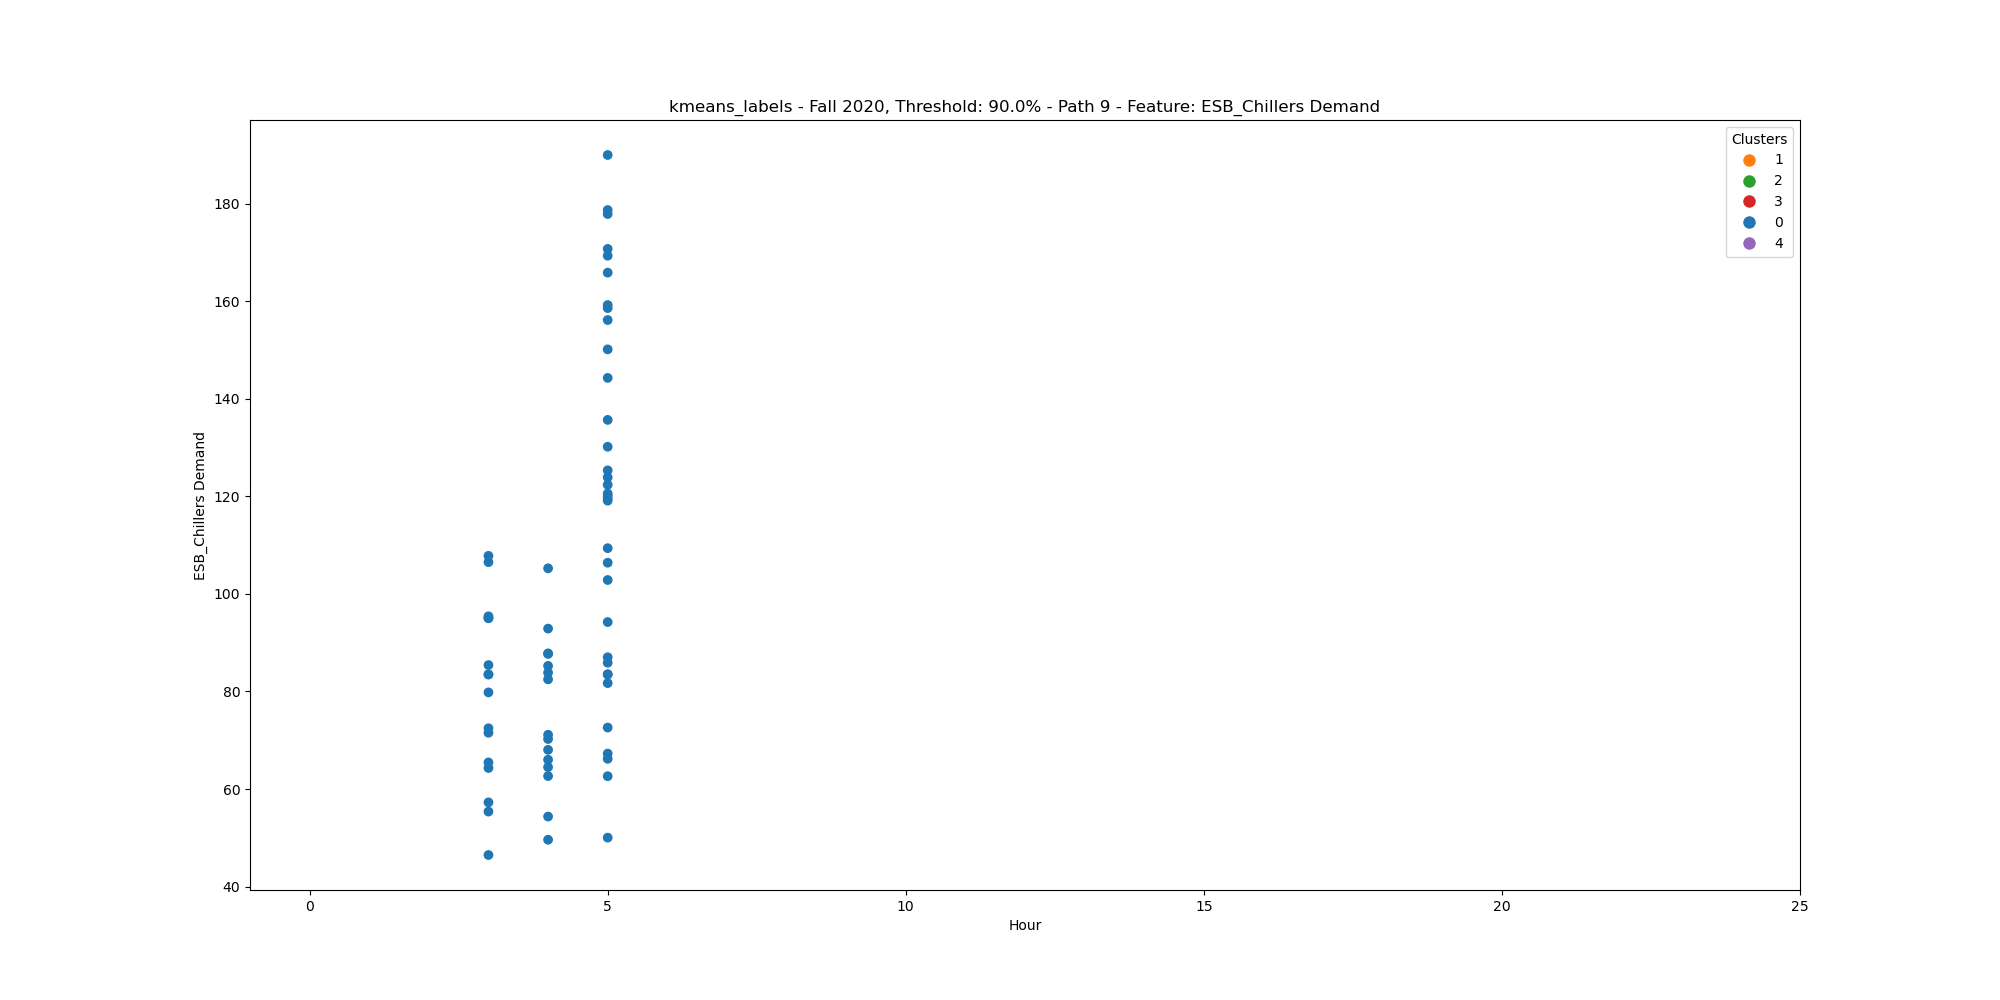 kmeans_labels - Fall 2020, Threshold: 90.0% - Path 9 - Feature: ESB_Chillers Demand
Clusters
1
2
3
0
4
180
160
140
120
100
80
60
40
ESB_Chillers Demand
0 5 10 15 20 25
Hour